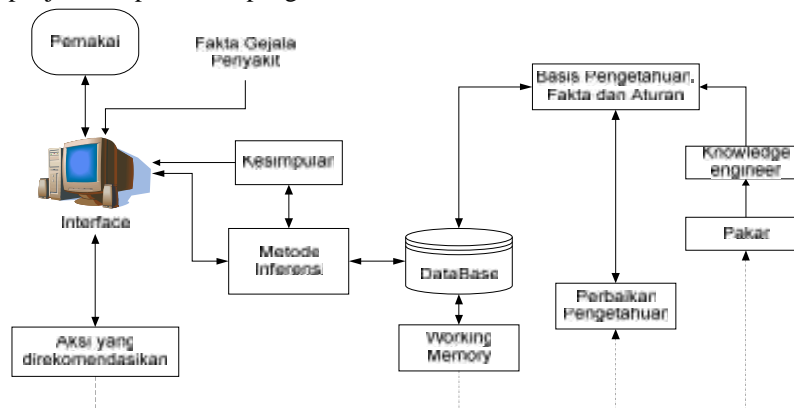 Pemakai
Fakta Gejala
Penyakit
Basis Pengetahuan,
Fakta dan Aturan
Kesimpulan
Knowledge
engineer
Interface
Metode
Inferensi
DataBase
Pakar
Perbaikan
Pengetahuan
Aksi yang
direkomendasikan
Working
Memory